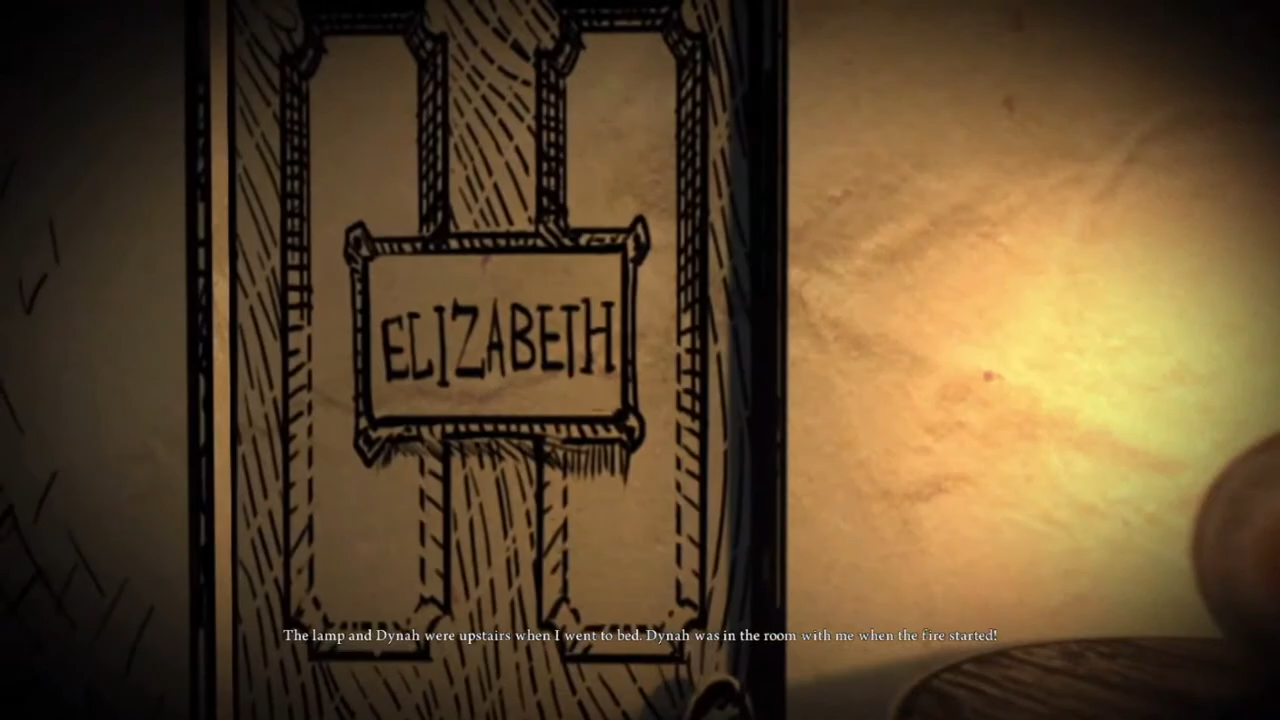 ELIZABETH
The lamp and Dynah were upstairs when I went to bed. Dynah was in the room with me when the fire started!